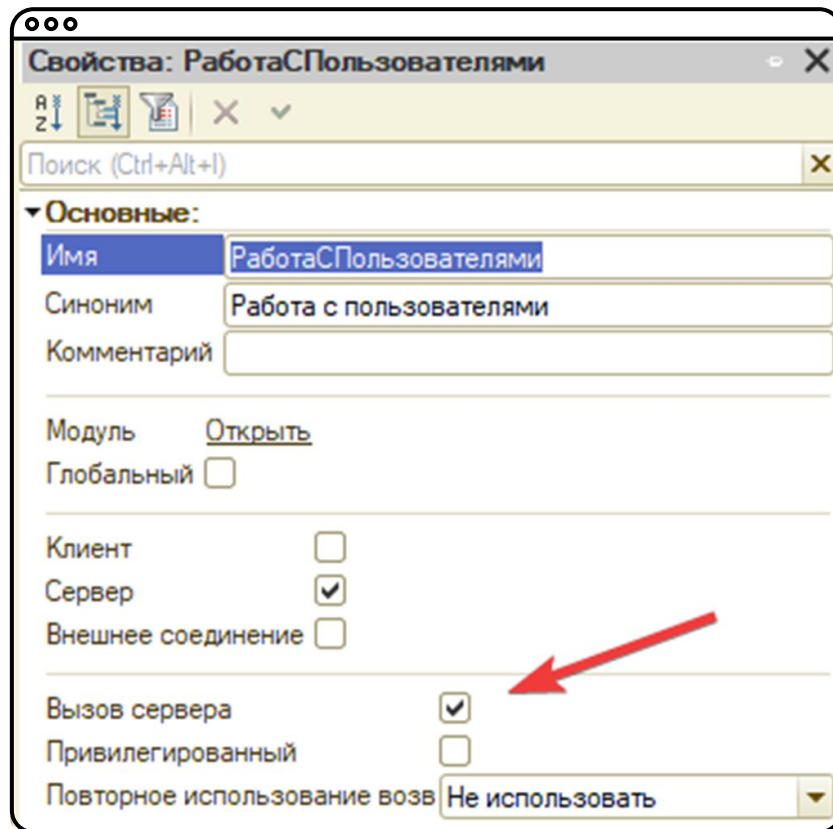 Свойства: РаботаСПользователями
Поиск (Ctrl+Alt+I)
Основные:
Имя РаботаСПользователями
Синоним Работа с пользователями
Комментарий
Модуль Открыть
Глобальный
Клиент
Сервер
Внешнее соединение
Вызов сервера
Привилегированный
Повторное использование возв Не использовать